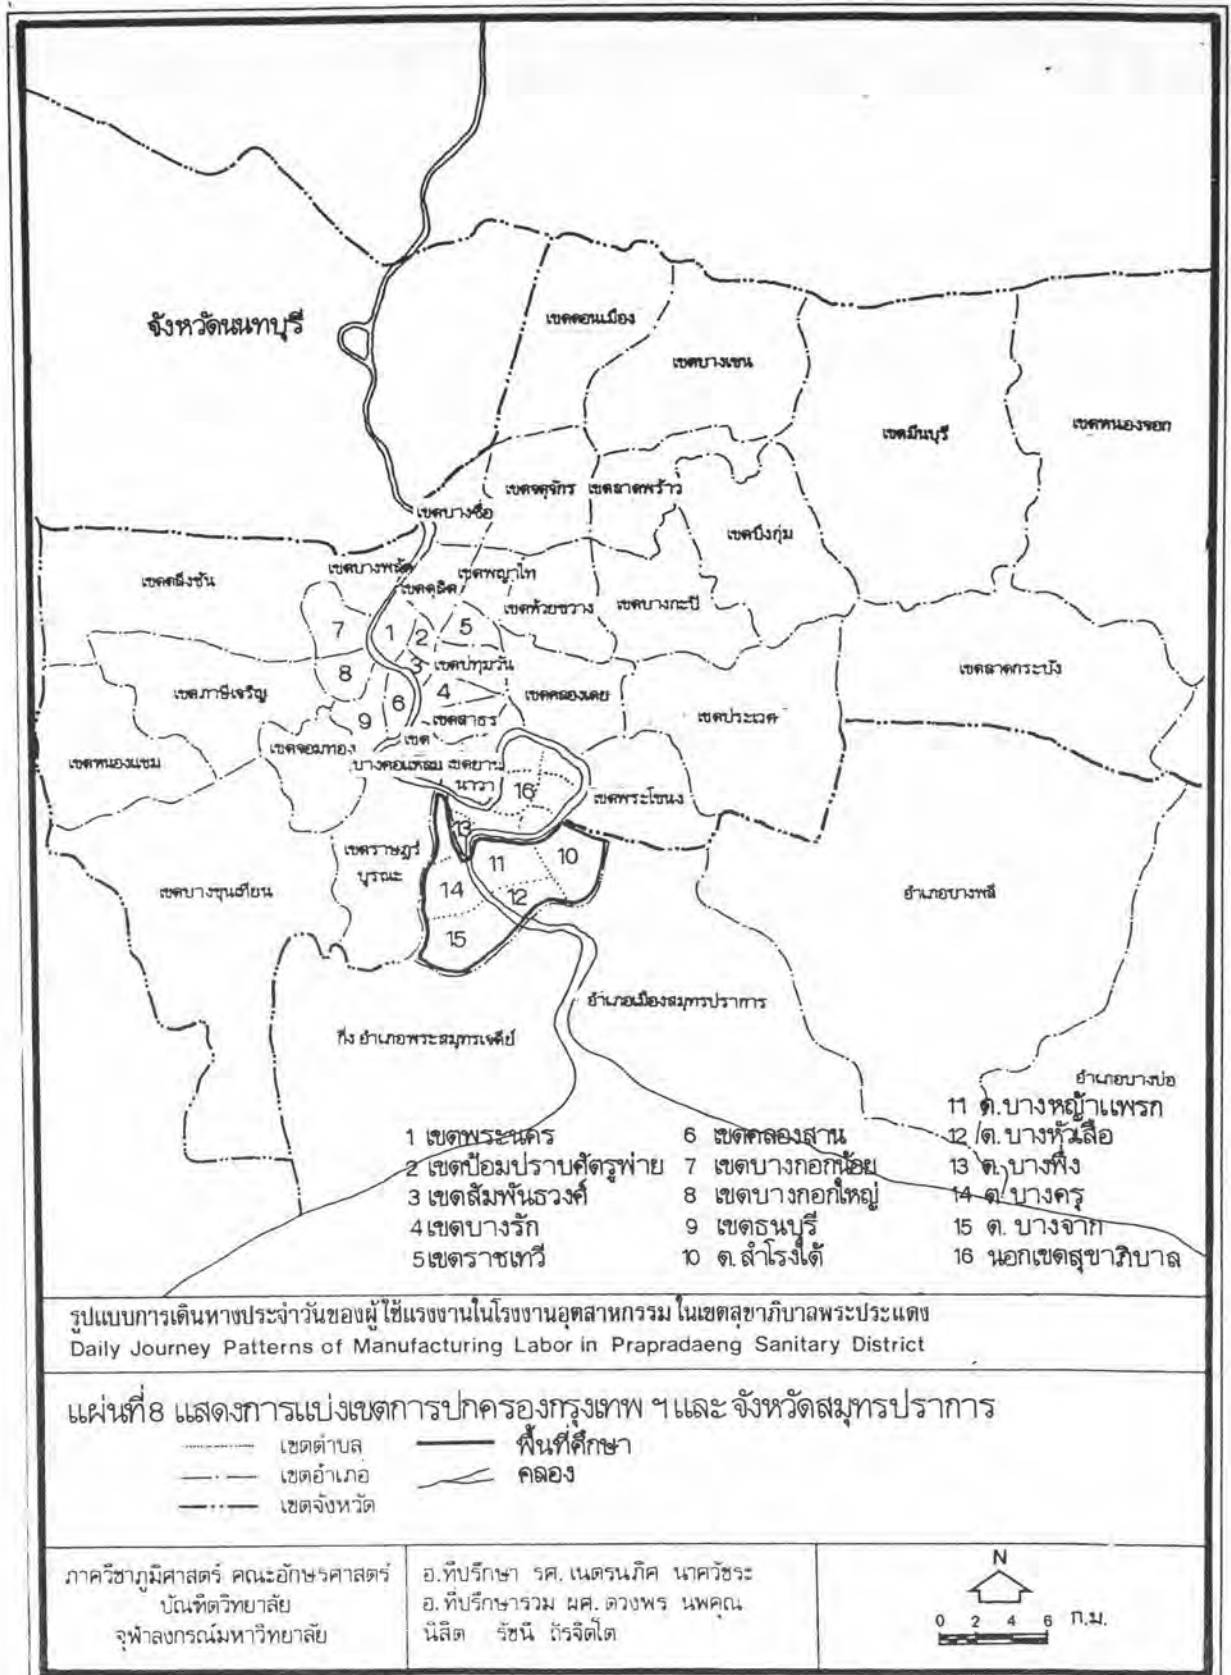 จังหวัดนนทบุรี
เขตดอนเมือง
เขตบางเขน
เขตมีนบุรี
เขตหนองจอก
เขตจตุจักร
เขตลาดพร้าว
เขตบางซื่อ
เขตบึงกุ่ม
เขตตลิ่งชัน
เขตบางพลัด
เขตพญาไท
เขตดุสิต
เขตห้วยขวาง
เขตบางกะปิ
7
1
2
5
3
เขตปทุมวัน
เขตลาดกระบัง
8
4
เขตภาษีเจริญ
6
เขตคลองเตย
9
เขตสาธร
เขตประเวศ
เขตหนองแขม
เขตจอมทอง
เขต
บางคอแหลม
เขตยาน
นาวา
16
เขตพระโขนง
13
เขตราษฎร์
บูรณะ
11
10
14
12
เขตบางขุนเทียน
อำเภอบางพลี
15
อำเภอเมืองสมุทรปราการ
กิ่ง อำเภอพระสมุทรเจดีย์
อำเภอบางบ่อ
1 เขตพระนคร
2 เขตป้อมปราบศัตรูพ่าย
3 เขตสัมพันธวงศ์
4 เขตบางรัก
5 เขตราชเทวี
6 เขตคลองสาน
7 เขตบางกอกน้อย
8 เขตบางกอกใหญ่
9 เขตธนบุรี
10 ต.สำโรงใต้
11 ต.บางหญ้าแพรก
12 ต.บางหัวเสือ
13 ต.บางพึ่ง
14 ต.บางครุ
15 ต.บางจาก
16 นอกเขตสุขาภิบาล
รูปแบบการเดินทางประจำวันของผู้ใช้แรงงานในโรงงานอุตสาหกรรม ในเขตสุขาภิบาลพระประแดง
Daily Journey Patterns of Manufacturing Labor in Prapradaeng Sanitary District
แผ่นที่8 แสดงการแบ่งเขตการปกครองกรุงเทพ ฯและ จังหวัดสมุทรปราการ
เขตตำบล
พื้นที่ศึกษา
เขตอำเภอ
คลอง
เขตจังหวัด
ภาควิชาภูมิศาสตร์ คณะอักษรศาสตร์
บัณฑิตวิทยาลัย
จุฬาลงกรณ์มหาวิทยาลัย
อ.ที่ปรึกษา รศ. เนตรนภิศ นาควัชระ
อ.ที่ปรึกษาร่วม ผศ. ดวงพร นพคุณ
นิสิต รัชนี ถิรจิตโต
N
0 2 4 6 ก.ม.